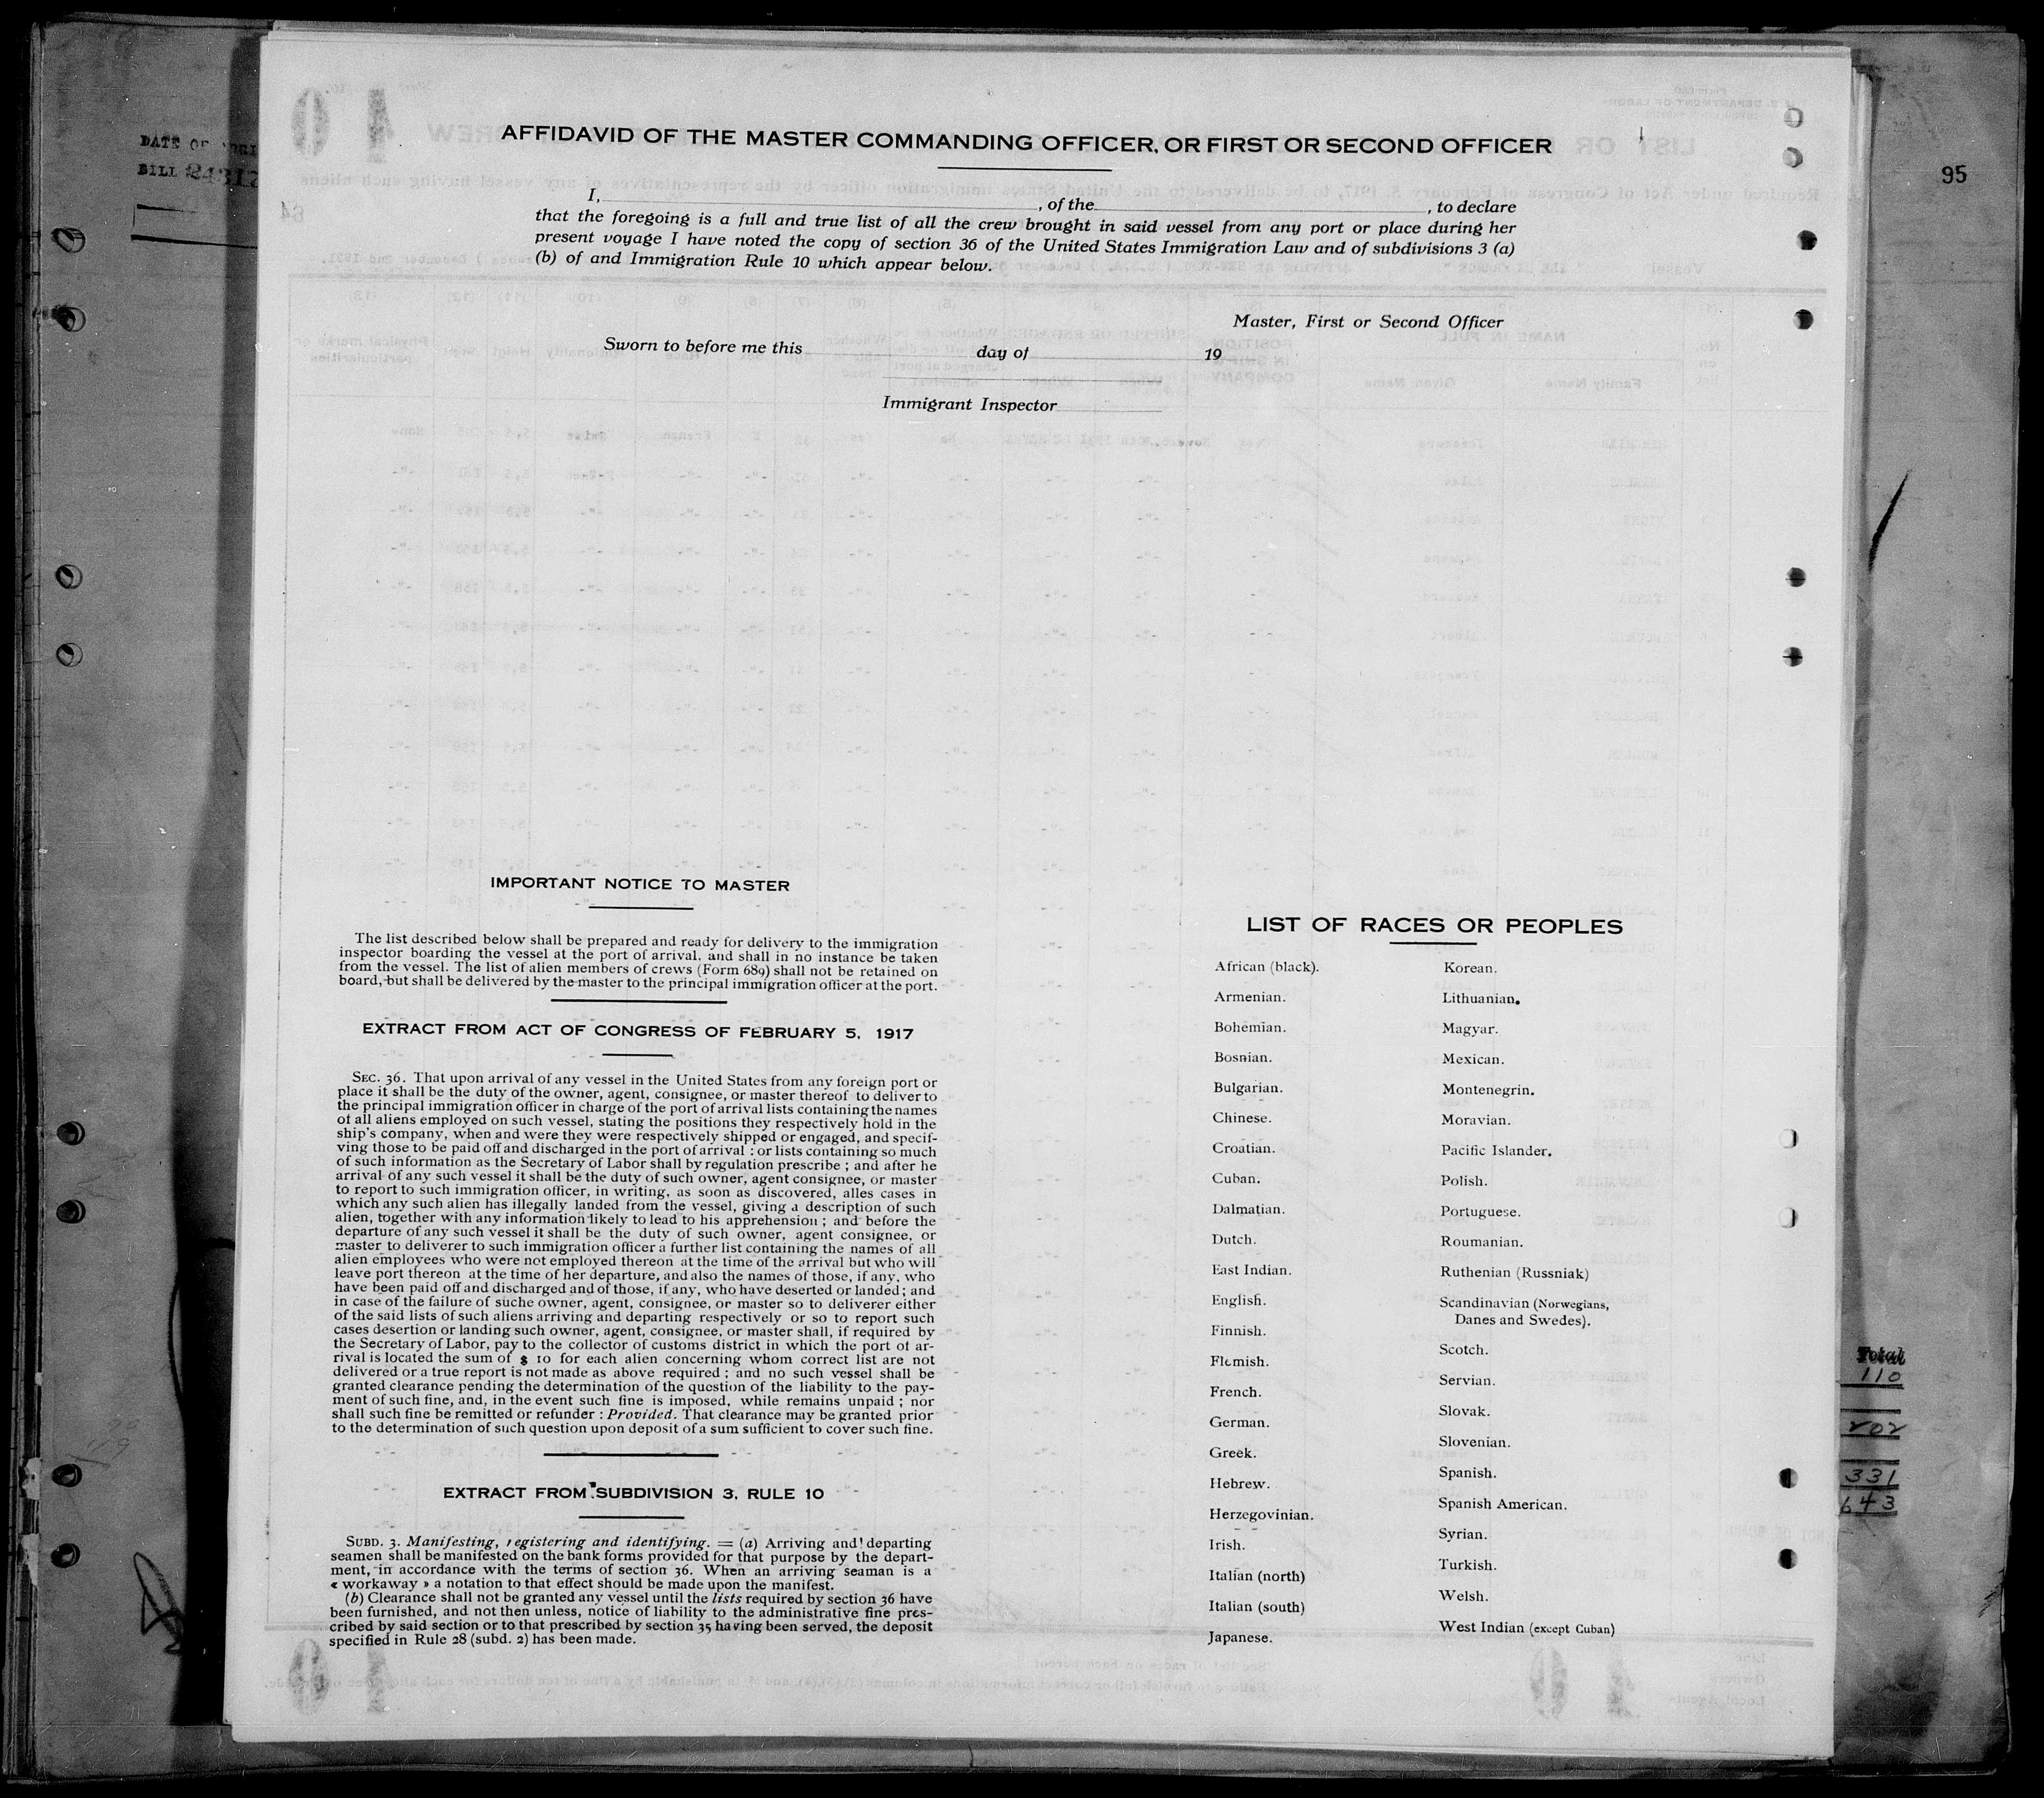 AFFIDAVID OF THE MASTER COMMANDING OFFICER, OR FIRST OR SECOND OFFICER
DATE OF
BILL
95
I, , of the , to declare
that the foregoing is a full and true list of all the crew brought in said vessel from any port or place during her
present voyage I have noted the copy of section 36 of the United States Immigration Law and of subdivisions 3 (a)
(b) of and Immigration Rule 10 which appear below.
Master, First or Second Officer
Sworn to before me this day of 19
Immigrant Inspector
IMPORTANT NOTICE TO MASTER
The list described below shall be prepared and ready for delivery to the immigration
inspector boarding the vessel at the port of arrival, and shall in no instance be taken
from the vessel. The list of alien members of crews (Form 689) shall not be retained on
board, but shall be delivered by the master to the principal immigration officer at the port.
EXTRACT FROM ACT OF CONGRESS OF FEBRUARY 5, 1917
SEC. 36. That upon arrival of any vessel in the United States from any foreign port or
place it shall be the duty of the owner, agent, consignee, or master thereof to deliver to
the principal immigration officer in charge of the port of arrival lists containing the names
of all aliens employed on such vessel, stating the positions they respectively hold in the
ship's company, when and were they were respectively shipped or engaged, and specif-
ving those to be paid off and discharged in the port of arrival : or lists containing so much
of such information as the Secretary of Labor shall by regulation prescribe ; and after he
arrival of any such vessel it shall be the duty of such owner, agent consignee, or master
to report to such immigration officer, in writing, as soon as discovered, alles cases in
which any such alien has illegally landed from the vessel, giving a description of such
alien, together with any information likely to lead to his apprehension ; and before the
departure of any such vessel it shall be the duty of such owner, agent consignee, or
master to deliverer to such immigration officer a further list containing the names of all
alien employees who were not employed thereon at the time of the arrival but who will
leave port thereon at the time of her departure, and also the names of those, if any, who
have been paid off and discharged and of those, if any, who have deserted or landed ; and
in case of the failure of suche owner, agent, consignee, or master so to deliverer either
of the said lists of such aliens arriving and departing respectively or so to report such
cases desertion or landing such owner, agent, consignee, or master shall, if required by
the Secretary of Labor, pay to the collector of customs district in which the port of ar-
rival is located the sum of $ 10 for each alien concerning whom correct list are not
delivered or a true report is not made as above required ; and no such vessel shall be
granted clearance pending the determination of the question of the liability to the pay-
ment of such fine, and, in the event such fine is imposed, while remains unpaid ; nor
shall such fine be remitted or refunder : Provided. That clearance may be granted prior
to the determination of such question upon deposit of a sum sufficient to cover such fine.
EXTRACT FROM SUBDIVISION 3, RULE 10
SUBD. 3. Manifesting, registering and identifying. = (a) Arriving and departing
seamen shall be manifested on the bank forms provided for that purpose by the depart-
ment, in accordance with the terms of section 36. When an arriving seaman is a
« workaway » a notation to that effect should be made upon the manifest.
(b) Clearance shall not be granted any vessel until the lists required by section 36 have
been furnished, and not then unless, notice of liability to the administrative fine pres-
cribed by said section or to that prescribed by section 35 having been served, the deposit
specified in Rule 28 (subd. 2) has been made.
LIST OF RACES OR PEOPLES
African (black).
Armenian.
Bohemian.
Bosnian.
Bulgarian.
Chinese.
Croatian.
Cuban.
Dalmatian.
Dutch.
East Indian.
English.
Finnish.
Flemish.
French.
German.
Greek.
Hebrew.
Herzegovinian.
Irish.
Italian (north)
Italian (south)
Japanese.
Korean.
Lithuanian.
Magyar.
Mexican.
Montenegrin.
Moravian.
Pacific Islander.
Polish.
Portuguese.
Roumanian.
Ruthenian (Russniak)
Scandinavian (Norwegians,
Danes and Swedes).
Scotch.
Servian.
Slovak.
Slovenian.
Spanish.
Spanish American.
Syrian.
Turkish.
Welsh.
West Indian (except Cuban)
Total
110
202
331
643